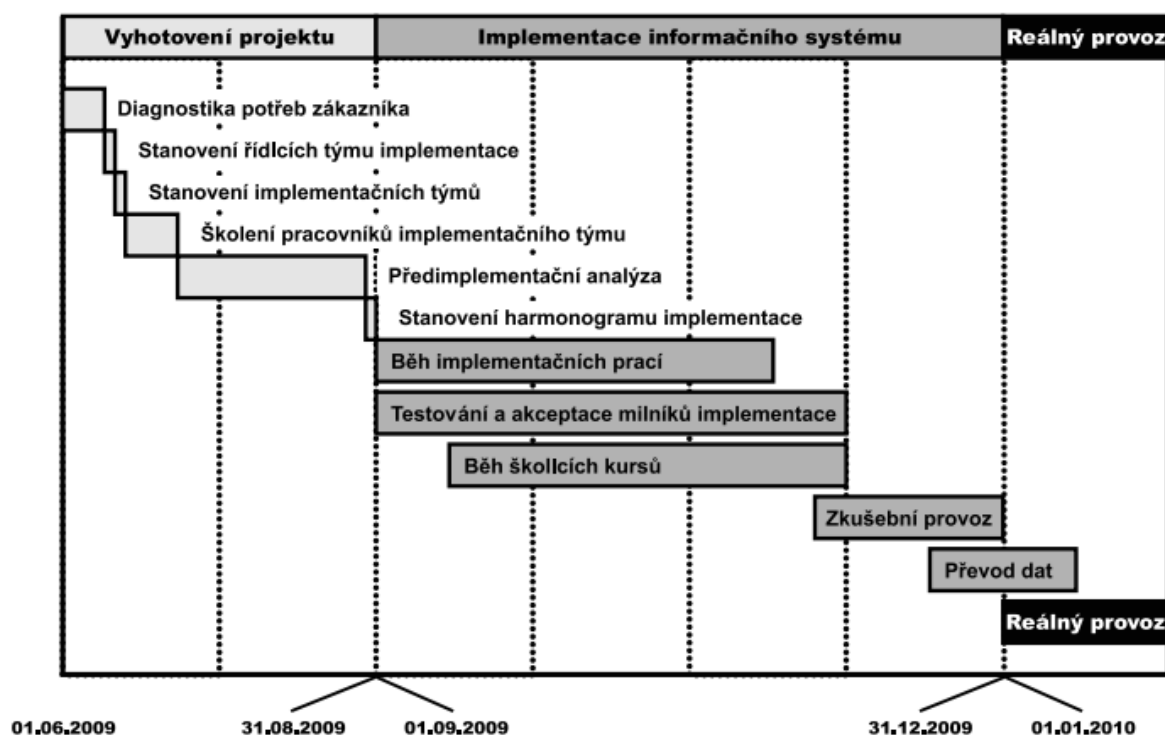 Vyhotovení projektu
Implementace informačního systému
Reálný provoz
Diagnostika potřeb zákazníka
Stanovení řídících týmu implementace
Stanovení implementačních týmů
Školení pracovníků implementačního týmu
Předimplementační analýza
Stanovení harmonogramu implementace
Běh implementačních prací
Testování a akceptace milníků implementace
Běh školících kursů
Zkušební provoz
Převod dat
Reálný provoz
01.06.2009
31.08.2009
01.09.2009
31.12.2009
01.01.2010